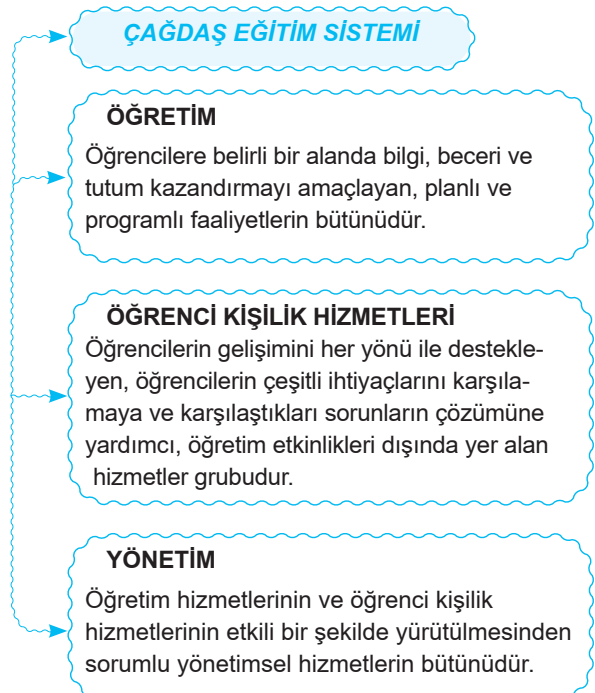 ÇAĞDAŞ EĞİTİM SİSTEMİ
ÖĞRETİM
Öğrencilere belirli bir alanda bilgi, beceri ve
tutum kazandırmayı amaçlayan, planlı ve
programlı faaliyetlerin bütünüdür.
ÖĞRENCİ KİŞİLİK HİZMETLERİ
Öğrencilerin gelişimini her yönü ile destekle-
yen, öğrencilerin çeşitli ihtiyaçlarını karşıla-
maya ve karşılaştıkları sorunların çözümüne
yardımcı, öğretim etkinlikleri dışında yer alan
hizmetler grubudur.
YÖNETİM
Öğretim hizmetlerinin ve öğrenci kişilik
hizmetlerinin etkili bir şekilde yürütülmesinden
sorumlu yönetimsel hizmetlerin bütünüdür.